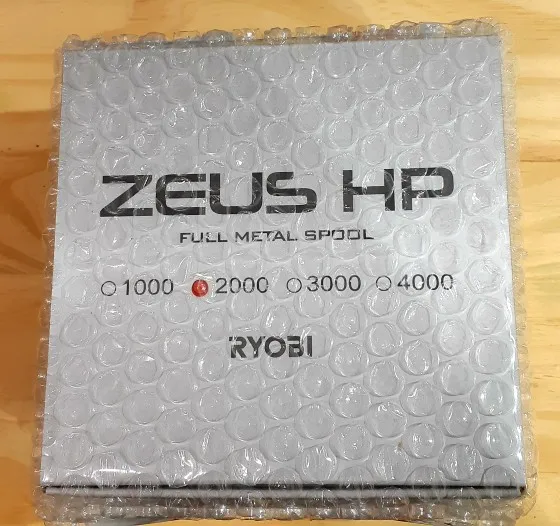 ZEUS HP
FULL METAL SPOOL
1000 2000 3000 4000
RYOBI